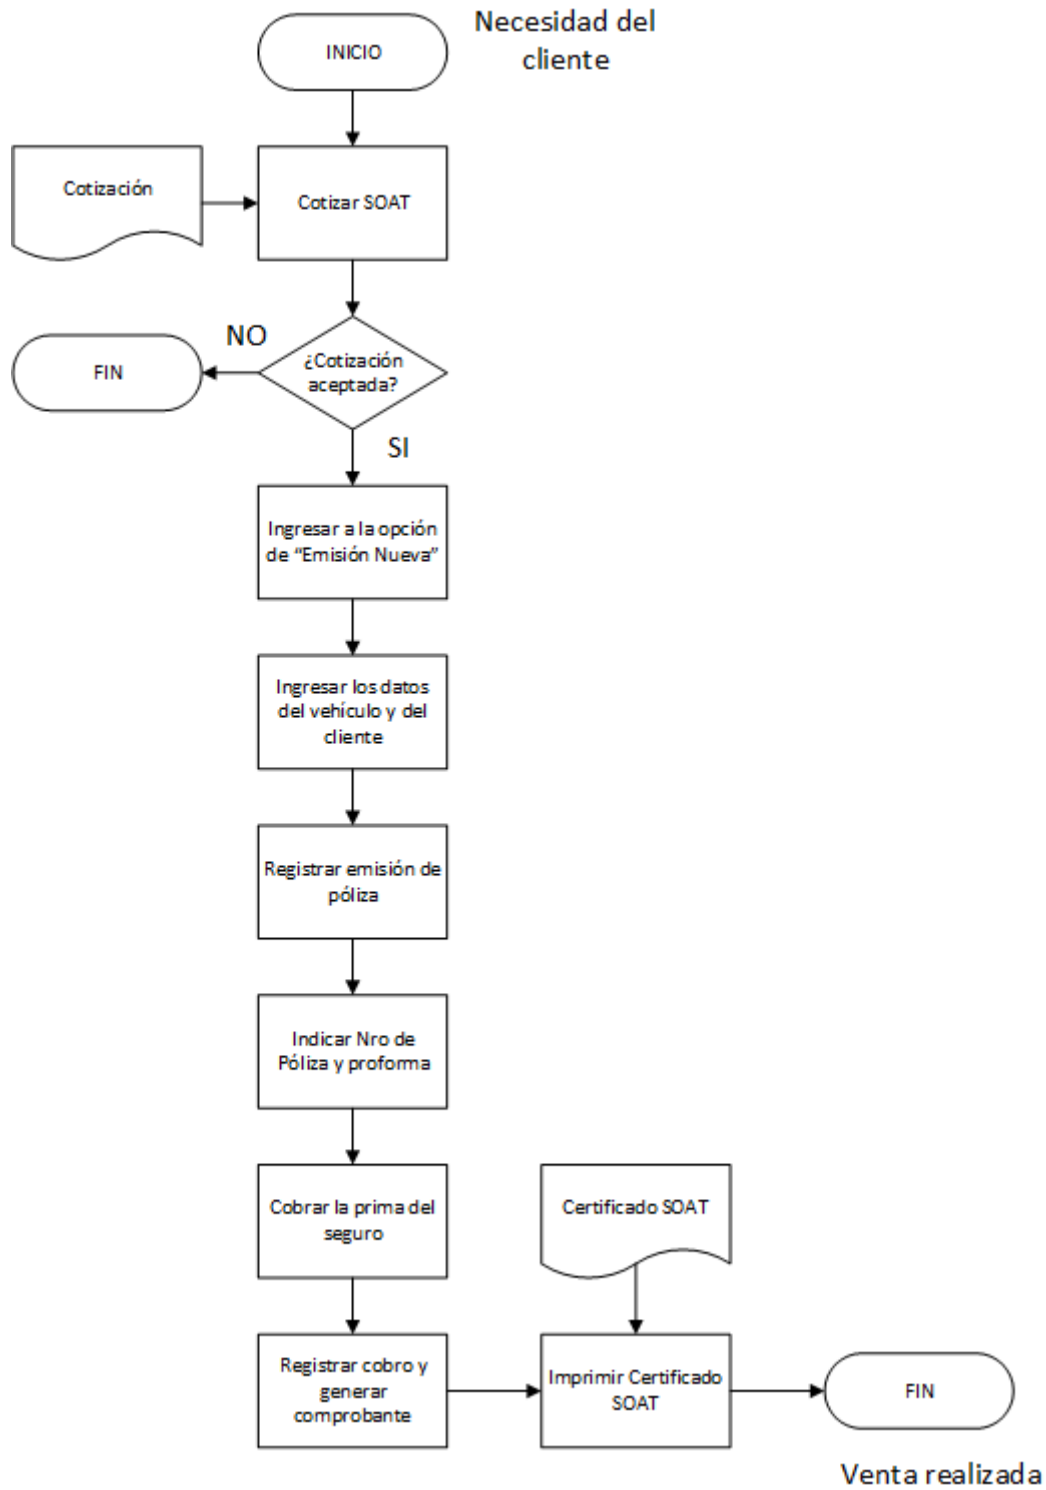 Necesidad del
cliente
INICIO
Cotización
Cotizar SOAT
NO
¿Cotización
aceptada?
FIN
SI
Ingresar a la opción
de “Emisión Nueva”
Ingresar los datos
del vehículo y del
cliente
Registrar emisión de
póliza
Indicar Nro de
Póliza y proforma
Cobrar la prima del
seguro
Certificado SOAT
Registrar cobro y
generar
comprobante
Imprimir Certificado
SOAT
FIN
Venta realizada